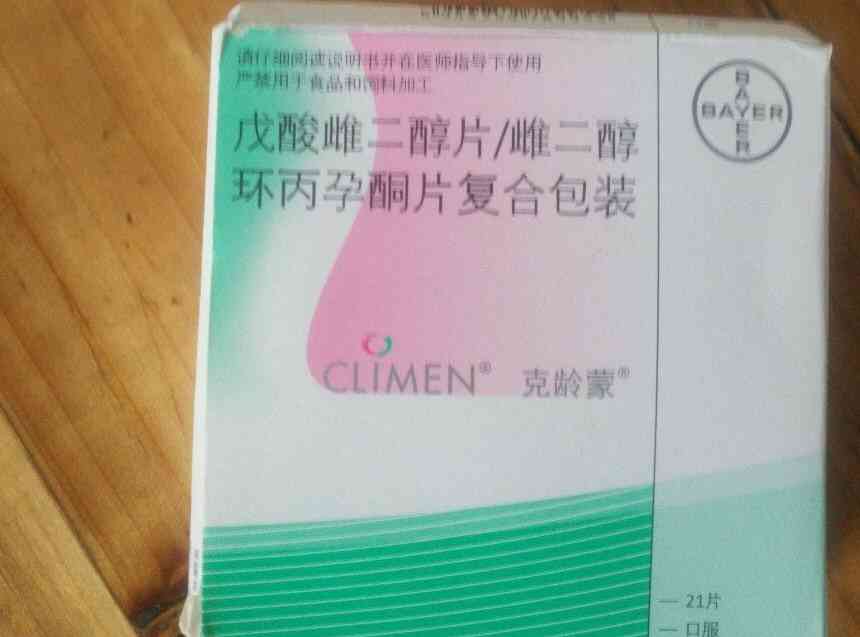 请仔细阅读说明书并在医师指导下使用
严禁用于食品和饲料加工
戊酸雌二醇片/雌二醇
环丙孕酮片复合包装
BAYER
BAYER
CLIMEN® 克龄蒙®
— 21片
— 口服